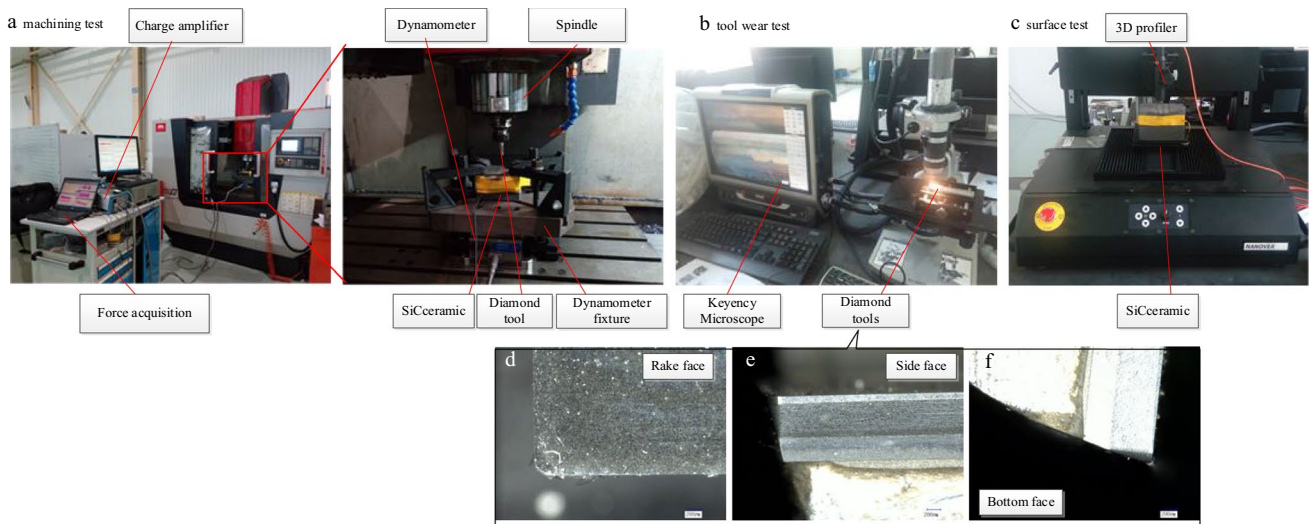 a machining test
Charge amplifier
Dynamometer
Spindle
b tool wear test
c surface test
3D profiler
NANOVEA
Force acquisition
SiCceramic
Diamond
tool
Dynamometer
fixture
Keyency
Microscope
Diamond
tools
SiCceramic
d
Rake face
e
Side face
f
Bottom face